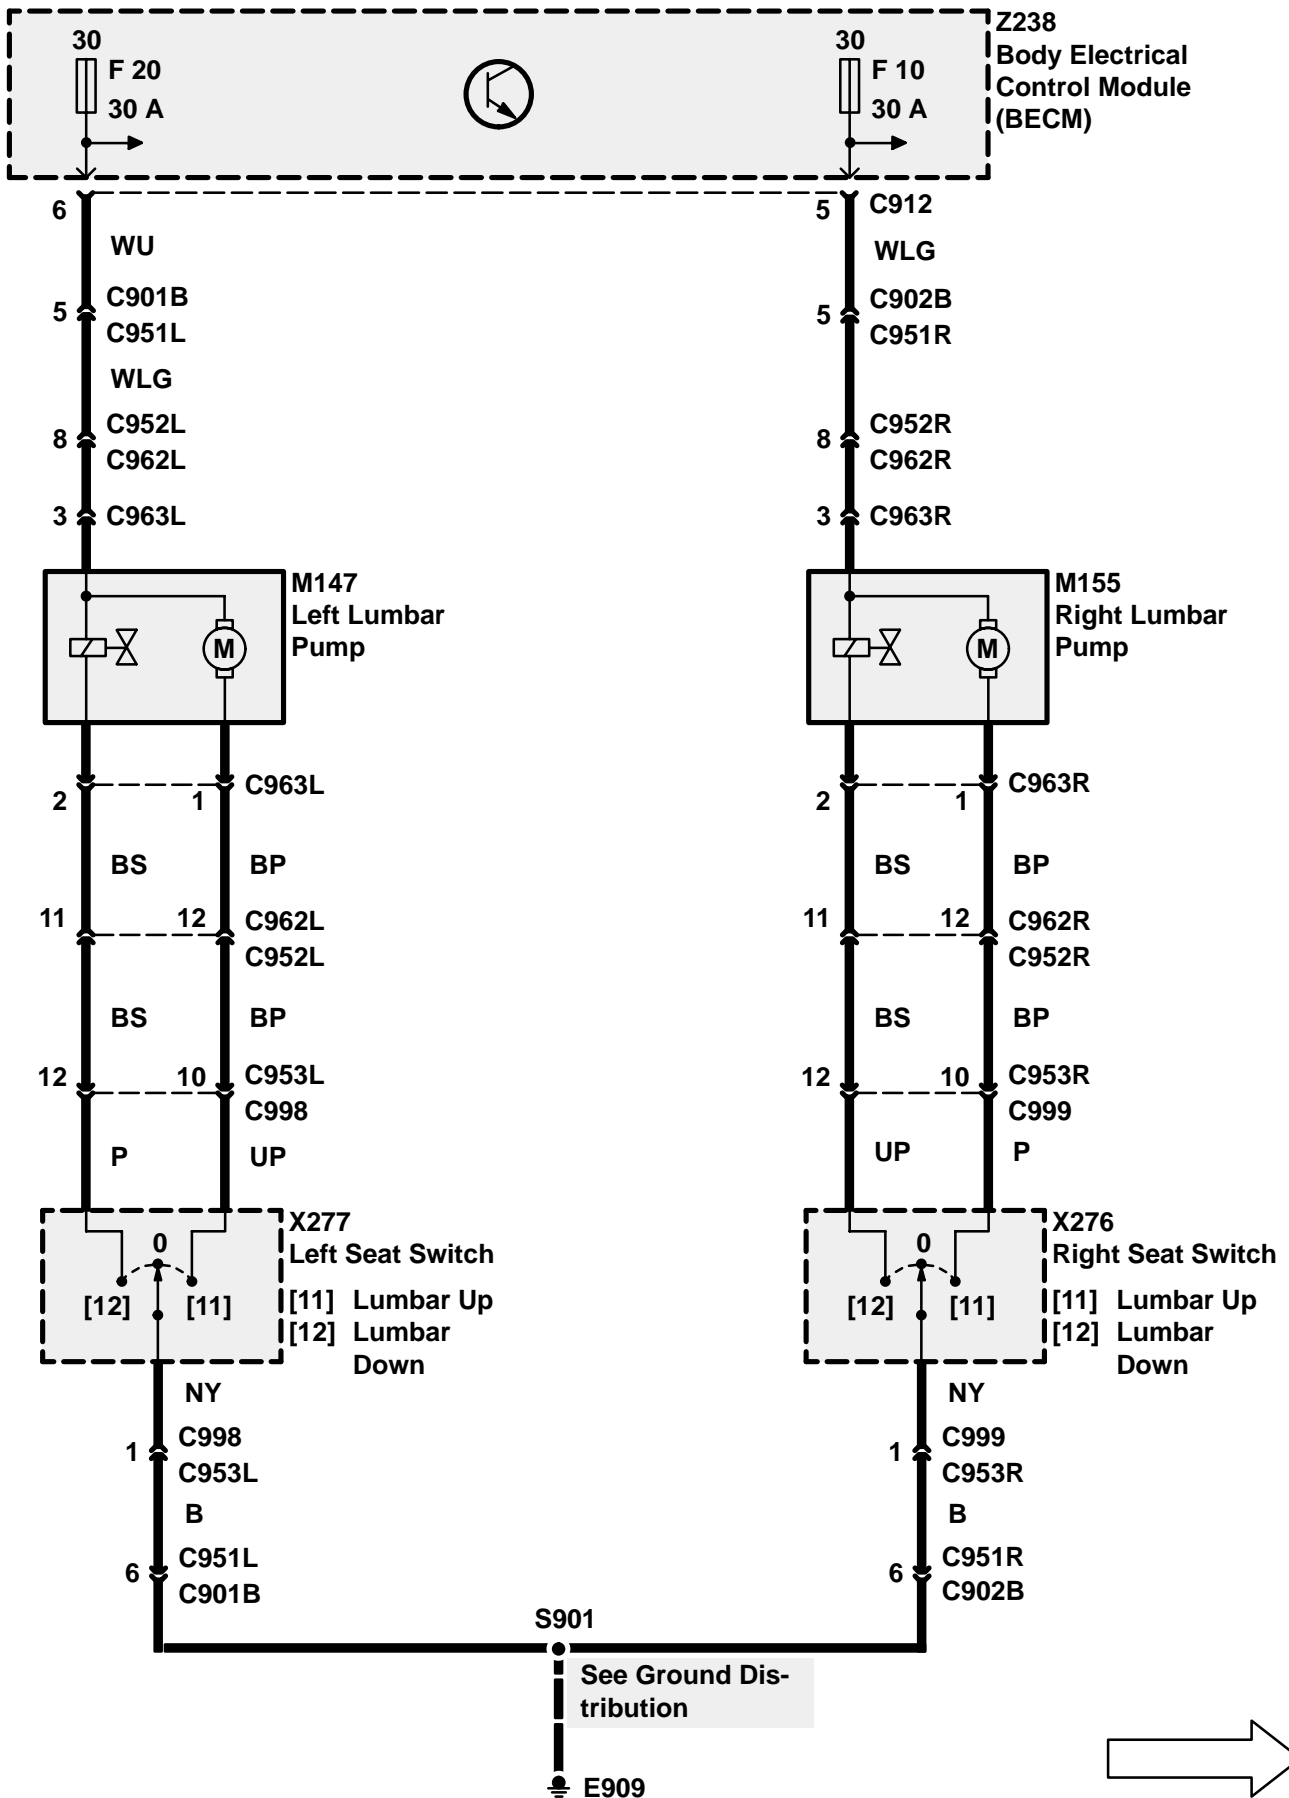 Z238
Body Electrical
Control Module
(BECM)
30
F 20
30 A
30
F 10
30 A
6
5
C912
WU
WLG
5
C901B
C951L
5
C902B
C951R
WLG
8
C952L
C962L
8
C952R
C962R
3
C963L
3
C963R
M147
Left Lumbar
Pump
M
M155
Right Lumbar
Pump
M
2
1
C963L
2
1
C963R
BS
BP
BS
BP
11
12
C962L
C952L
11
12
C962R
C952R
BS
BP
BS
BP
12
10
C953L
C998
12
10
C953R
C999
P
UP
UP
P
X277
Left Seat Switch
0
[12]
[11]
[11] Lumbar Up
[12] Lumbar
Down
X276
Right Seat Switch
0
[12]
[11]
[11] Lumbar Up
[12] Lumbar
Down
NY
NY
1
C998
C953L
1
C999
C953R
B
B
6
C951L
C901B
6
C951R
C902B
S901
See Ground Dis-
tribution
E909